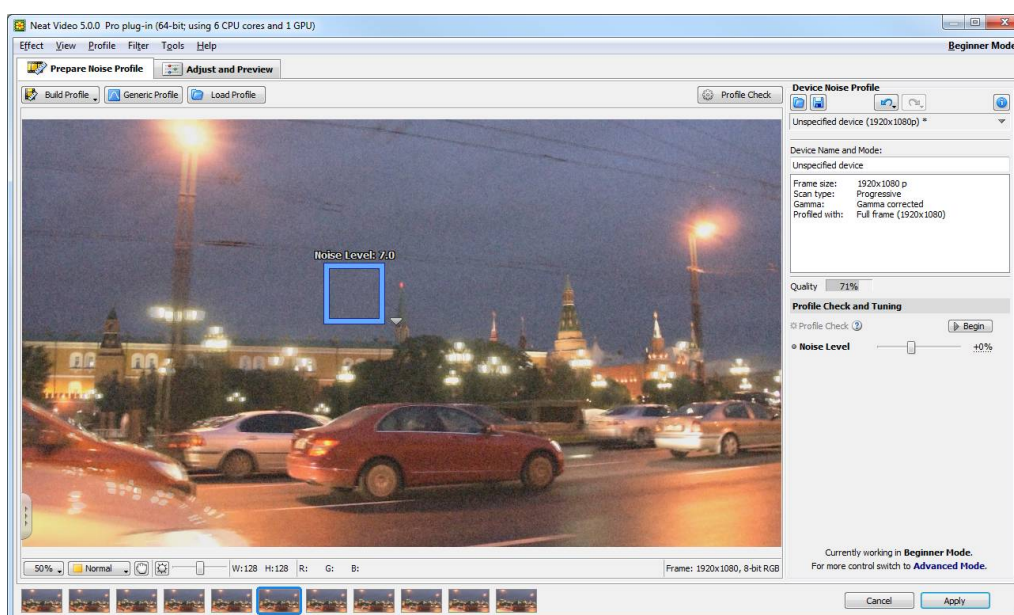 Neat Video 5.0.0 Pro plug-in (64-bit; using 6 CPU cores and 1 GPU)
Effect View Profile Filter Tools Help
Beginner Mode
Prepare Noise Profile
Adjust and Preview
Build Profile
Generic Profile
Load Profile
Profile Check
Device Noise Profile
Unspecified device (1920x1080p) *
Device Name and Mode:
Unspecified device
Frame size: 1920x1080 p
Scan type: Progressive
Gamma: Gamma corrected
Profiled with: Full frame (1920x1080)
Noise Level: 7.0
Quality 71%
Profile Check and Tuning
Profile Check ?
Begin
Noise Level +0%
Currently working in Beginner Mode.
For more control switch to Advanced Mode.
50% Normal W:128 H:128 R: G: B: Frame: 1920x1080, 8-bit RGB
Cancel Apply